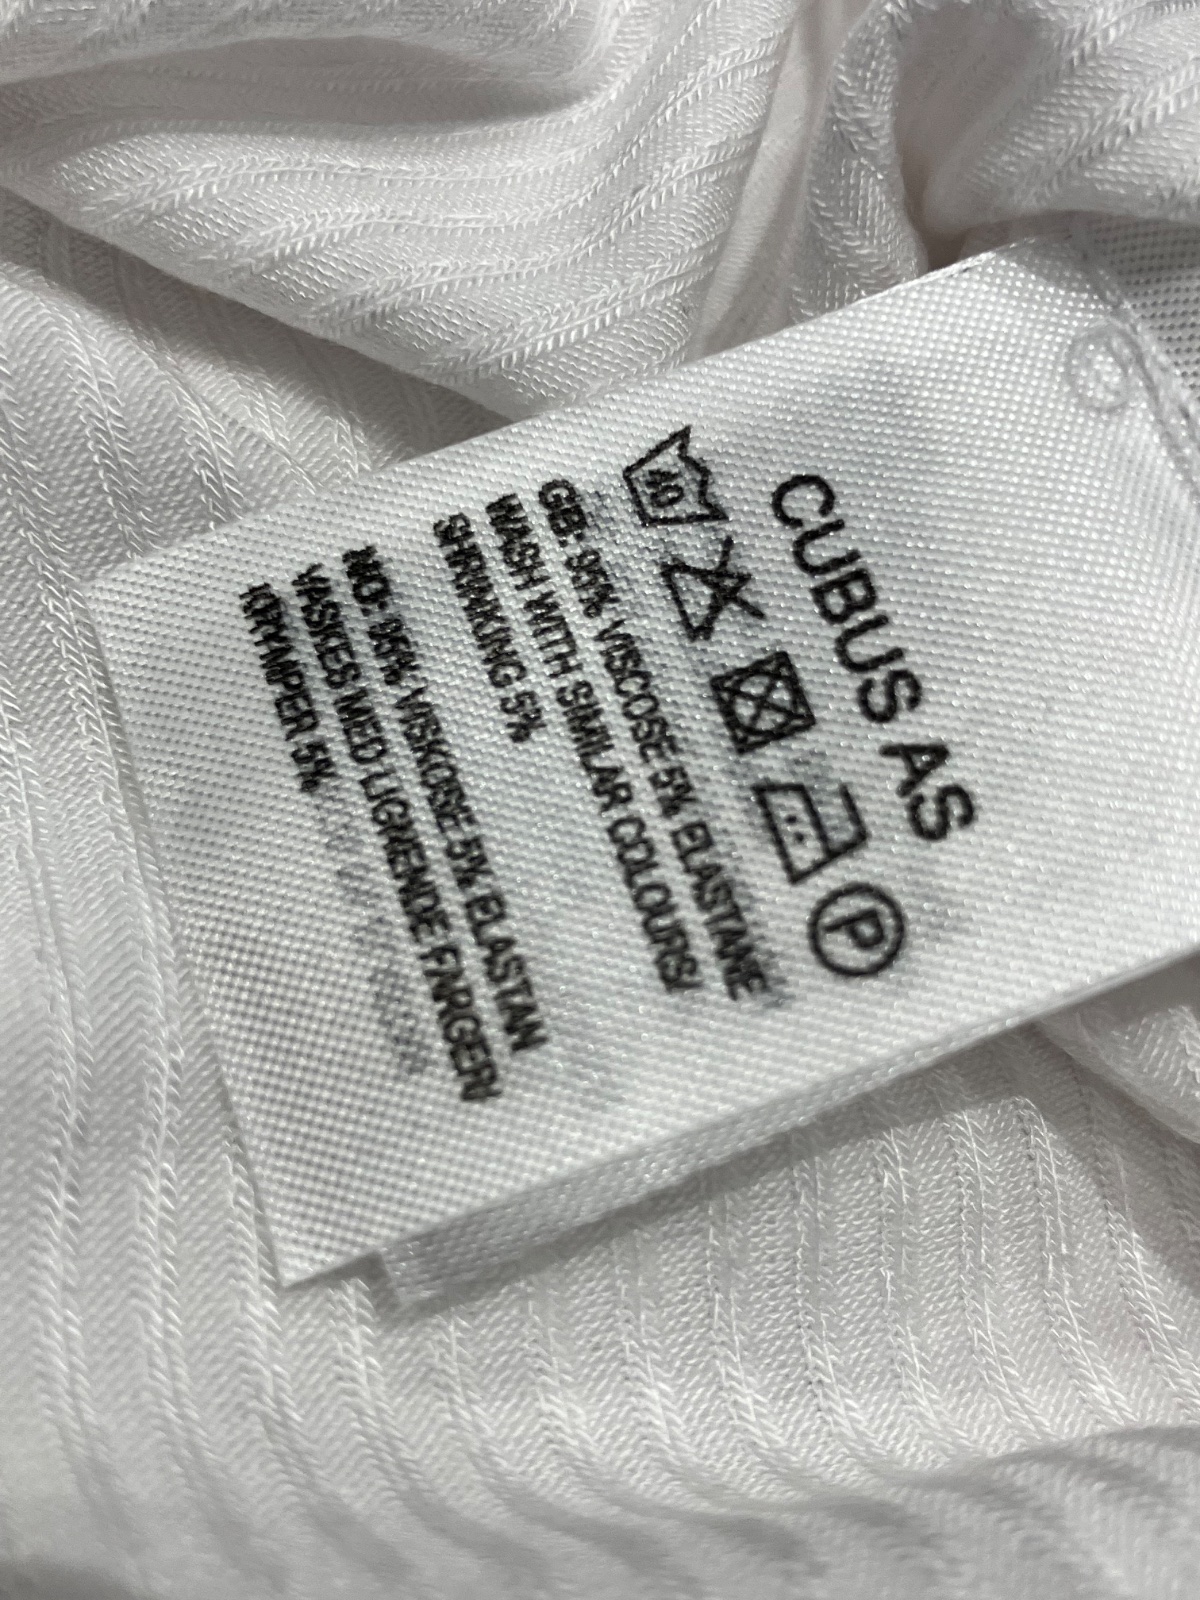 CUBUS AS
40
P
GB: 95% VISCOSE 5% ELASTANE
WASH WITH SIMILAR COLOURS/
SHRINKING 5%
NO: 95% VISKOSE 5% ELASTAN
VASKES MED LIGNENDE FARGER/
KRYMPER 5%